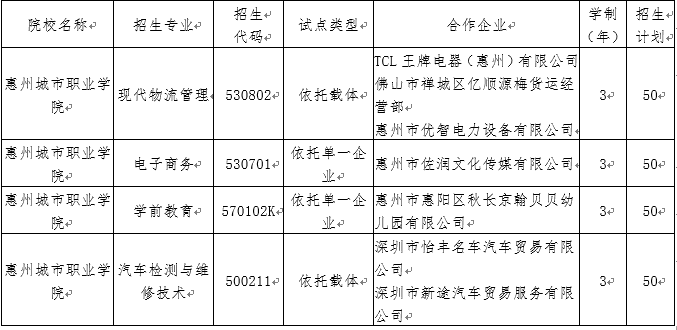 院校名称 招生专业 招生代码 试点类型 合作企业 学制（年） 招生计划
惠州城市职业学院 现代物流管理 530802 依托载体 TCL王牌电器（惠州）有限公司
佛山市禅城区亿顺源梅货运经营部
惠州市优智电力设备有限公司 3 50
惠州城市职业学院 电子商务 530701 依托单一企业 惠州市佐润文化传媒有限公司 3 50
惠州城市职业学院 学前教育 570102K 依托单一企业 惠州市惠阳区秋长京翰贝贝幼儿园有限公司 3 50
惠州城市职业学院 汽车检测与维修技术 500211 依托载体 深圳市怡丰名车汽车贸易有限公司
深圳市新途汽车贸易服务有限公司 3 50